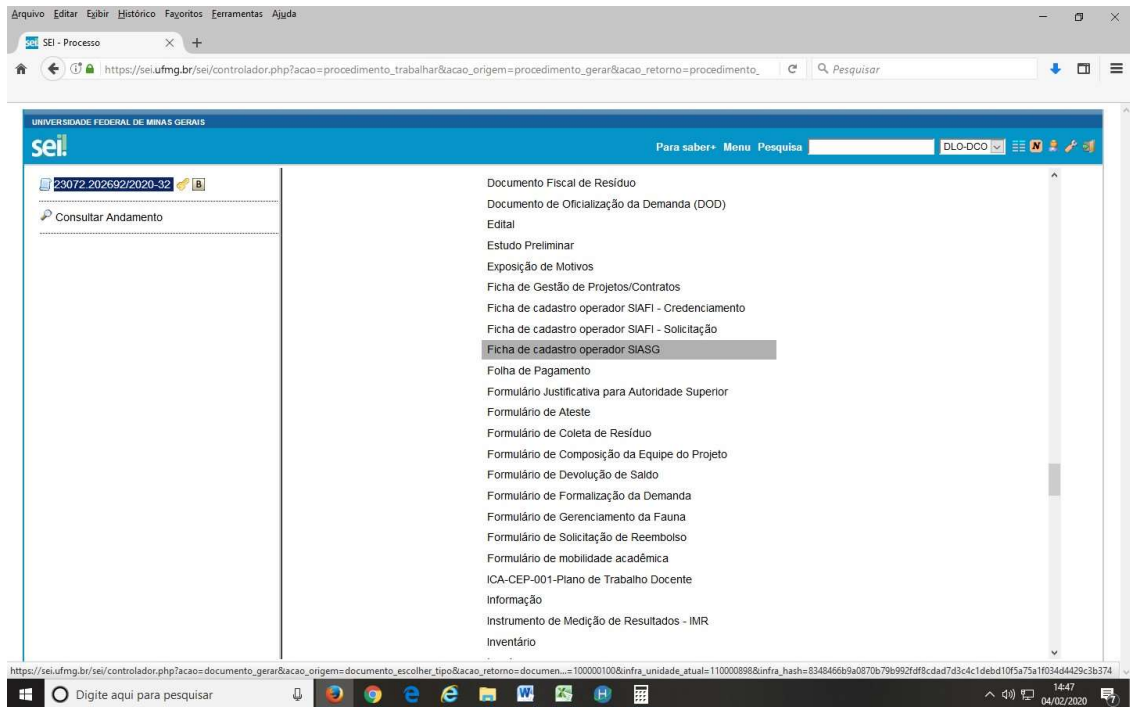 Arquivo Editar Exibir Histórico Favoritos Ferramentas Ajuda
SEI - Processo
https://sei.ufmg.br/sei/controlador.php?acao=procedimento_trabalhar&acao_origem=procedimento_gerar&acao_retorno=procedimento_
Pesquisar
UNIVERSIDADE FEDERAL DE MINAS GERAIS
sei!
Para saber+ Menu Pesquisa
DLO-DCO
23072.202692/2020-32
B
Consultar Andamento
Documento Fiscal de Resíduo
Documento de Oficialização da Demanda (DOD)
Edital
Estudo Preliminar
Exposição de Motivos
Ficha de Gestão de Projetos/Contratos
Ficha de cadastro operador SIAFI - Credenciamento
Ficha de cadastro operador SIAFI - Solicitação
Ficha de cadastro operador SIASG
Folha de Pagamento
Formulário Justificativa para Autoridade Superior
Formulário de Ateste
Formulário de Coleta de Resíduo
Formulário de Composição da Equipe do Projeto
Formulário de Devolução de Saldo
Formulário de Formalização da Demanda
Formulário de Gerenciamento da Fauna
Formulário de Solicitação de Reembolso
Formulário de mobilidade acadêmica
ICA-CEP-001-Plano de Trabalho Docente
Informação
Instrumento de Medição de Resultados - IMR
Inventário
https://sei.ufmg.br/sei/controlador.php?acao=documento_gerar&acao_origem=documento_escolher_tipo&acao_retorno=documen...=100000100&infra_unidade_atual=110000898&infra_hash=8348466b9a0870b79b992fdf8cdad7d3c4c1debd10f5a75a1f034d4429c3b374
Digite aqui para pesquisar
14:47
04/02/2020